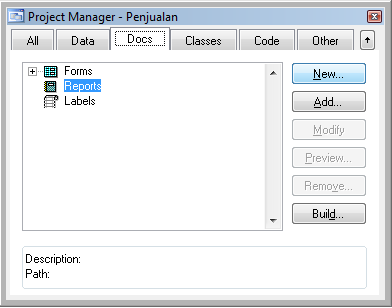 Project Manager - Penjualan
All Data Docs Classes Code Other
Forms
Reports
Labels
New...
Add...
Modify
Preview...
Remove...
Build...
Description:
Path: